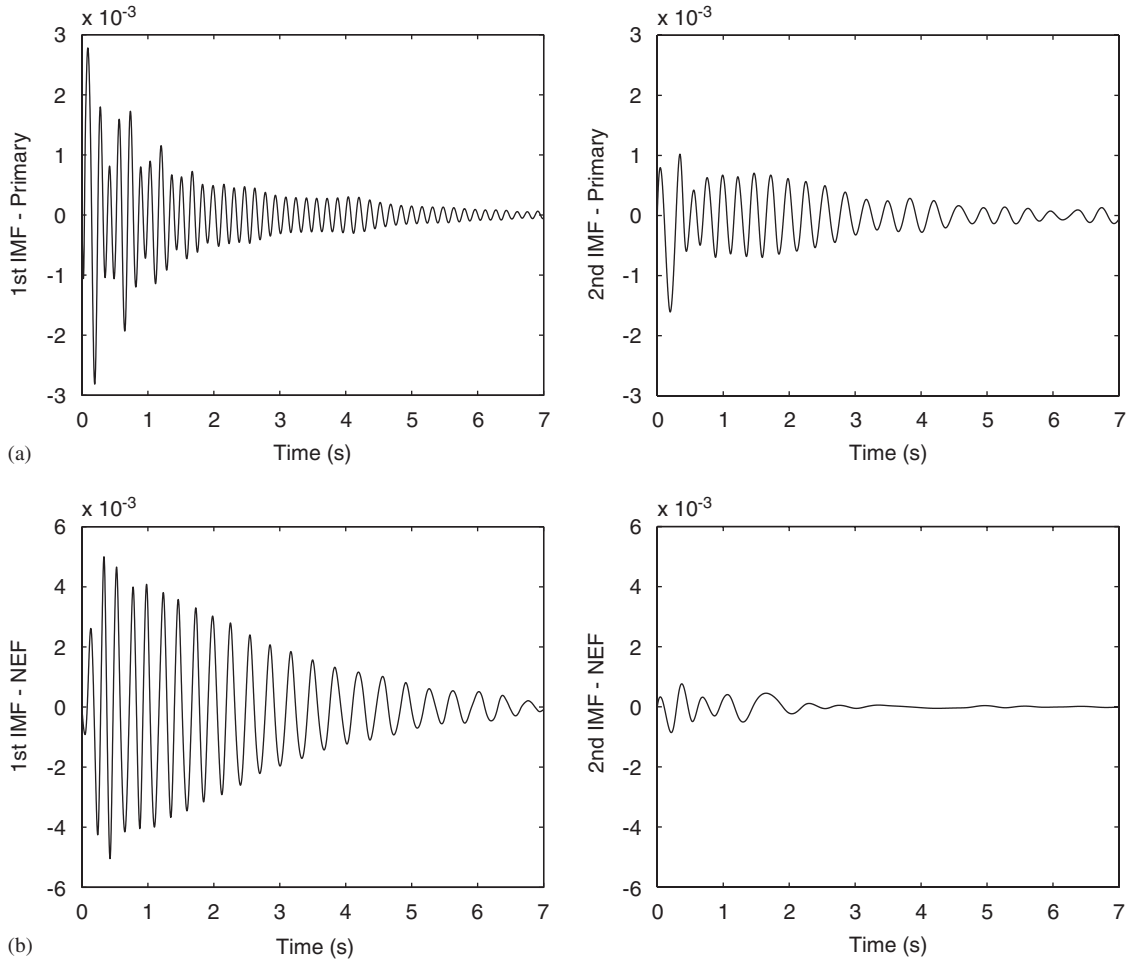 x 10-3
3
2
1
0
-1
-2
-3
1st IMF - Primary
0 1 2 3 4 5 6 7
Time (s)
(a)
x 10-3
3
2
1
0
-1
-2
-3
2nd IMF - Primary
0 1 2 3 4 5 6 7
Time (s)
x 10-3
6
4
2
0
-2
-4
-6
1st IMF - NEF
0 1 2 3 4 5 6 7
Time (s)
(b)
x 10-3
6
4
2
0
-2
-4
-6
2nd IMF - NEF
0 1 2 3 4 5 6 7
Time (s)